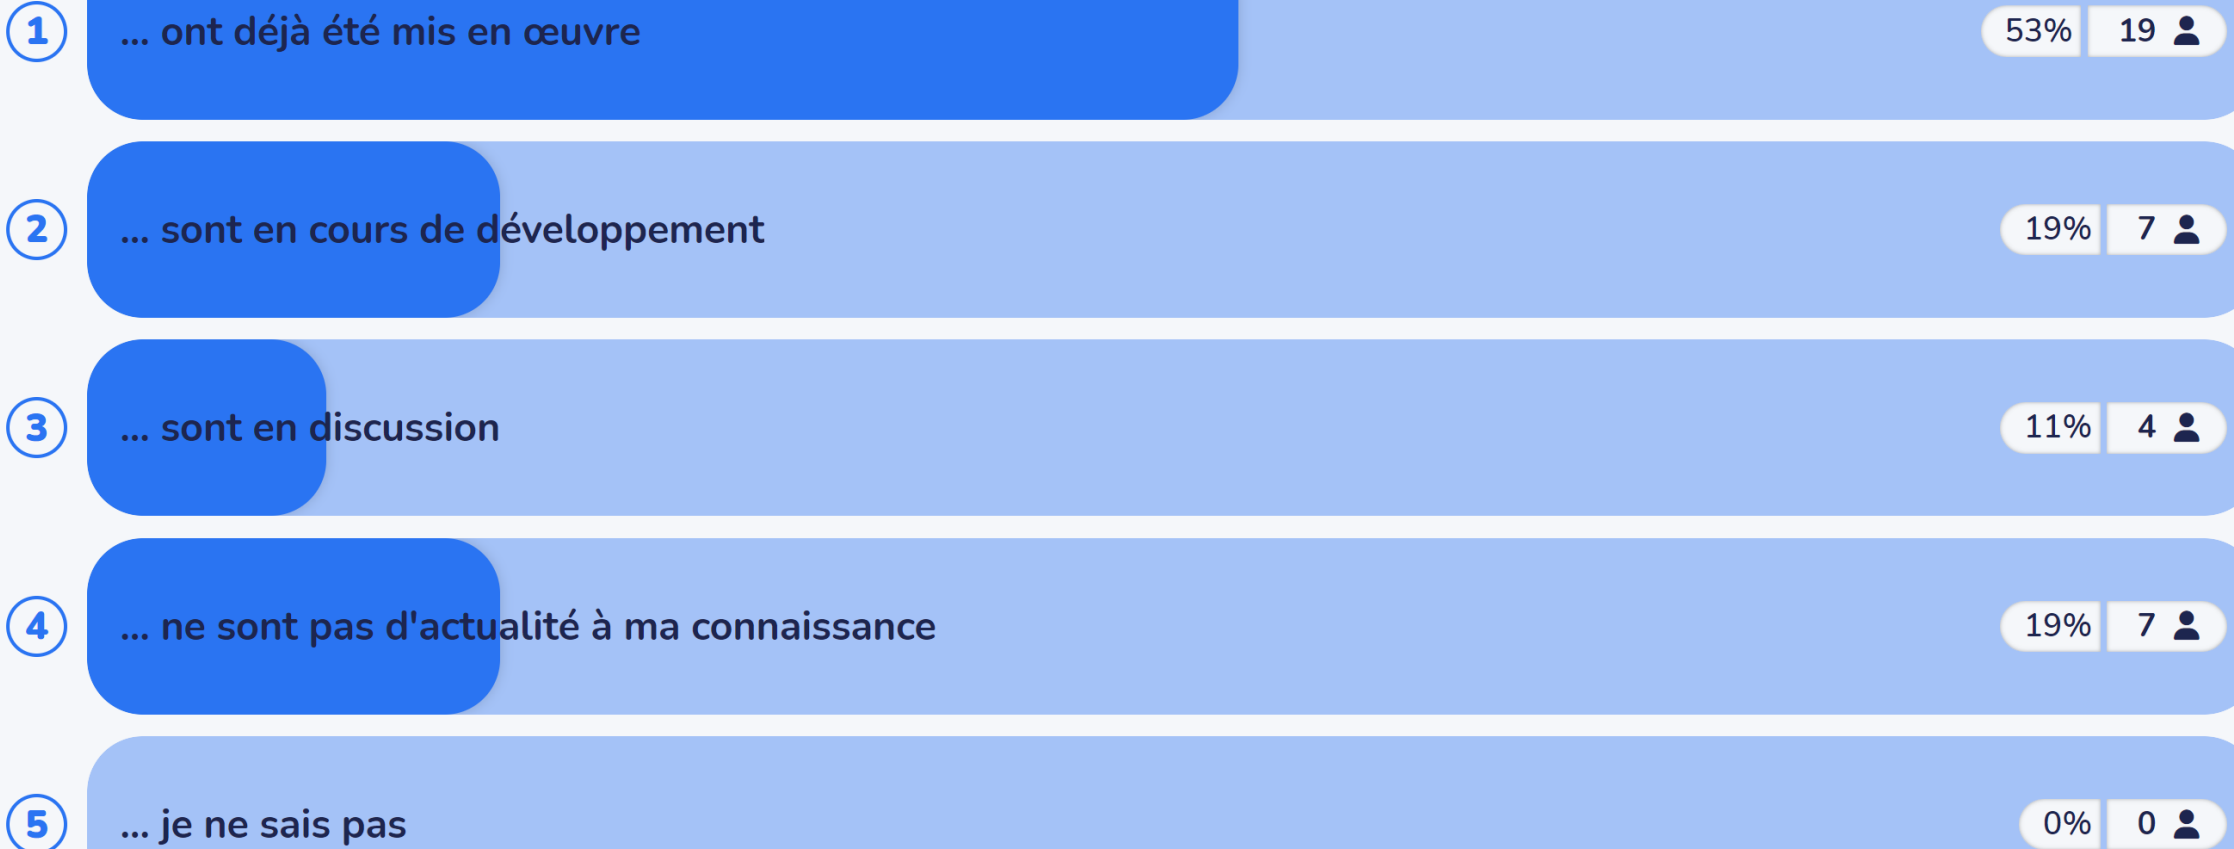 1 ... ont déjà été mis en œuvre 53% 19
2 ... sont en cours de développement 19% 7
3 ... sont en discussion 11% 4
4 ... ne sont pas d'actualité à ma connaissance 19% 7
5 ... je ne sais pas 0% 0